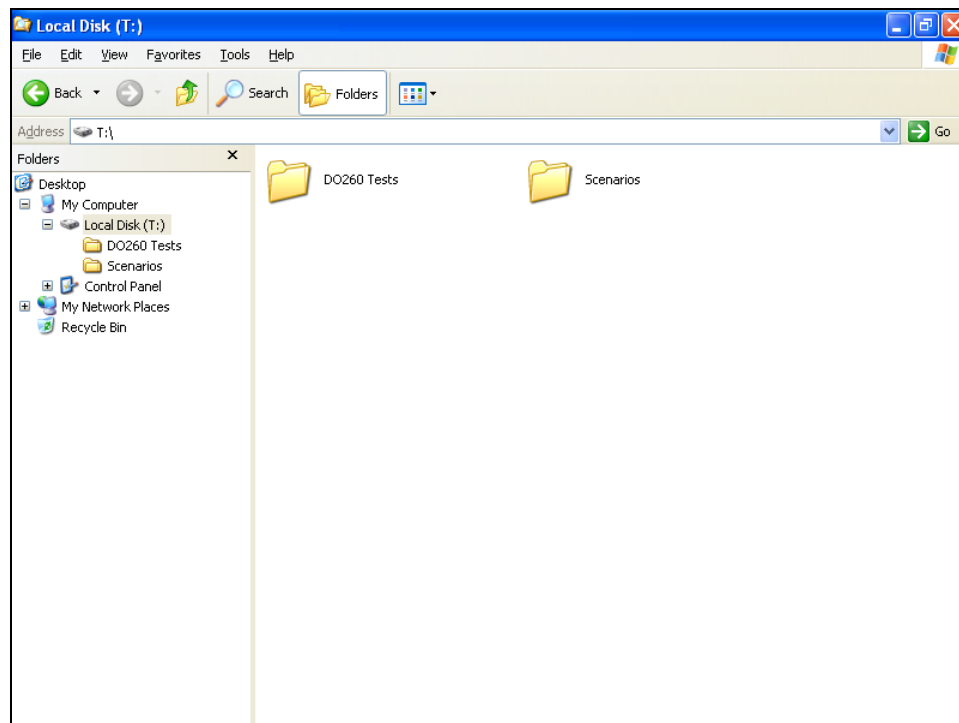 Local Disk (T:)
File Edit View Favorites Tools Help
Back Search Folders
Address T:\ Go
Folders
Desktop
My Computer
Local Disk (T:)
DO260 Tests
Scenarios
Control Panel
My Network Places
Recycle Bin
DO260 Tests Scenarios